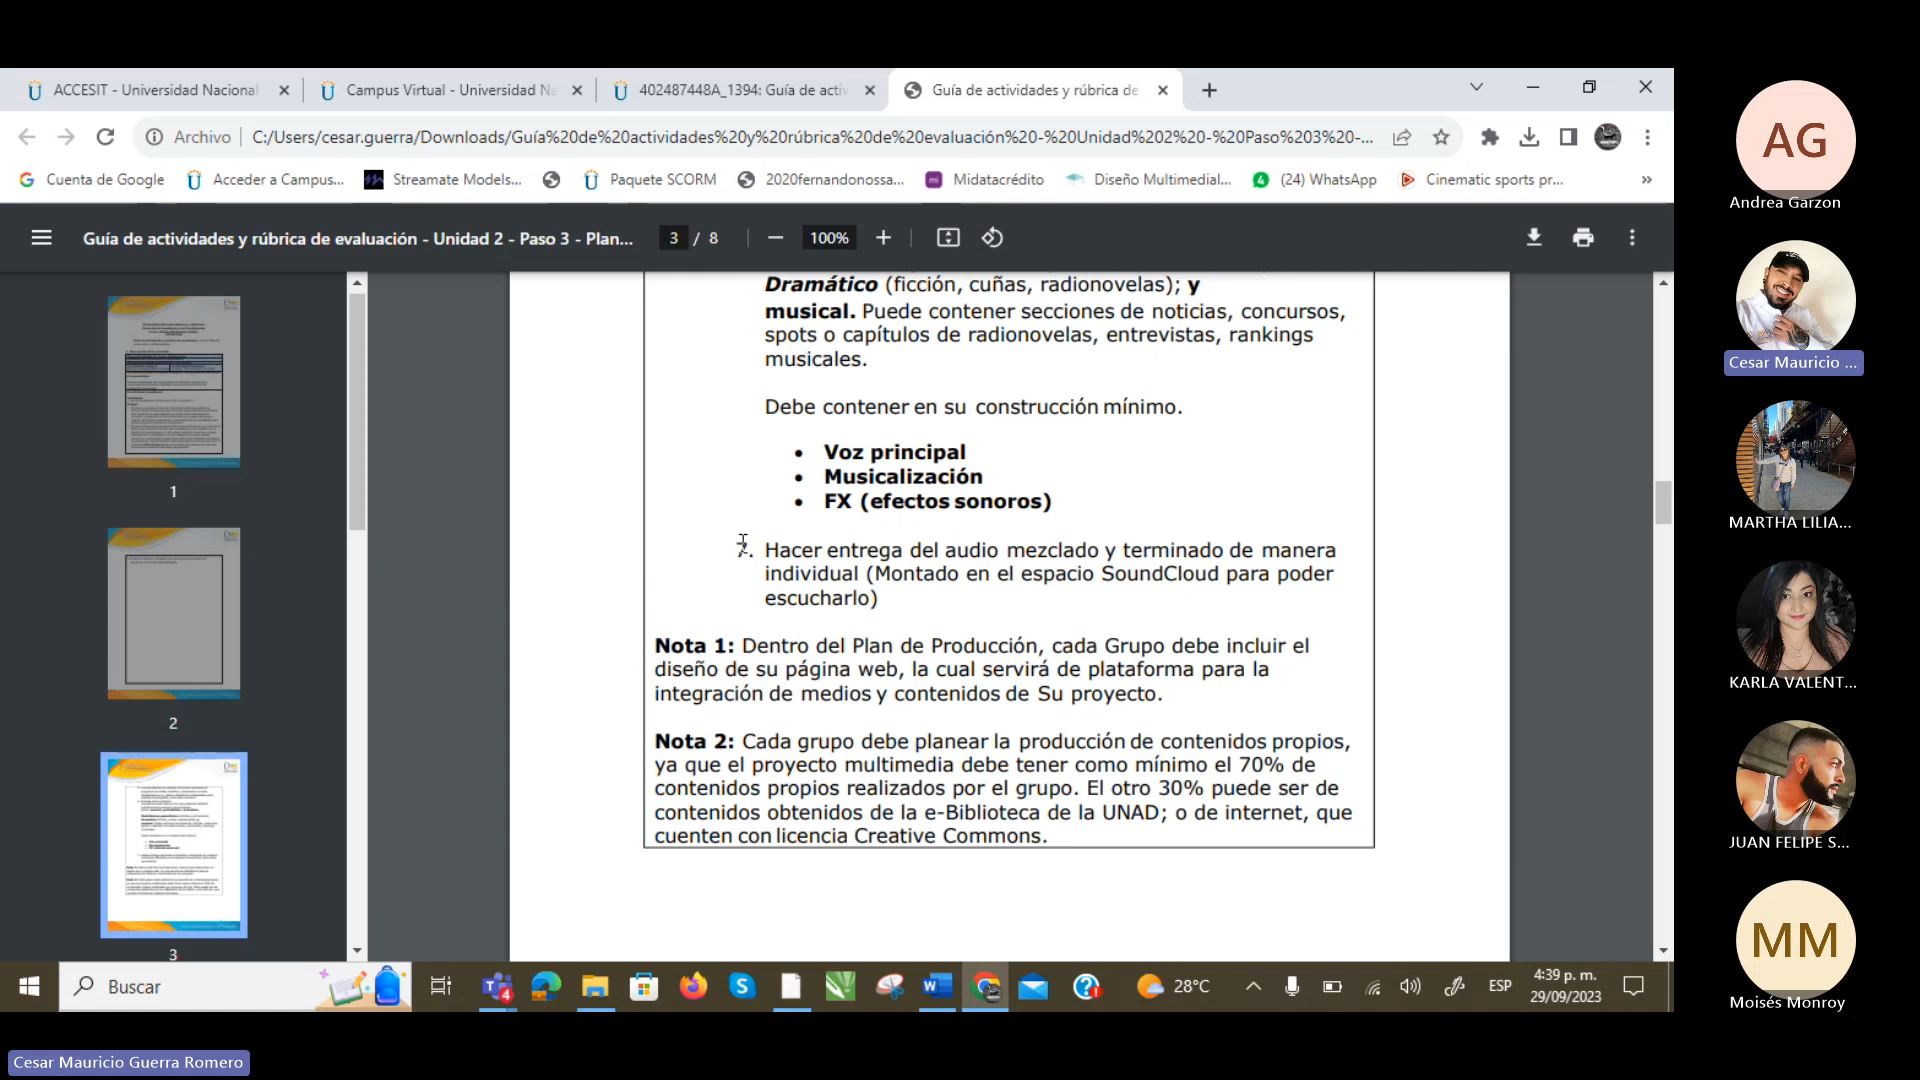 ACCESIT - Universidad Nacional
Campus Virtual - Universidad Na
402487448A_1394: Guía de activ
Guía de actividades y rúbrica de
Archivo
C:/Users/cesar.guerra/Downloads/Guía%20de%20actividades%20y%20rúbrica%20de%20evaluación%20-%20Unidad%202%20-%20Paso%203%20-...
Cuenta de Google
Acceder a Campus...
Streamate Models...
Paquete SCORM
2020fernandonossa...
Midatacrédito
Diseño Multimedial...
(24) WhatsApp
Cinematic sports pr...
»
Guía de actividades y rúbrica de evaluación - Unidad 2 - Paso 3 - Plan...
3 / 8
100%
1
2
3
Dramático (ficción, cuñas, radionovelas); y
musical. Puede contener secciones de noticias, concursos,
spots o capítulos de radionovelas, entrevistas, rankings
musicales.
Debe contener en su construcción mínimo.
• Voz principal
• Musicalización
• FX (efectos sonoros)
7. Hacer entrega del audio mezclado y terminado de manera
individual (Montado en el espacio SoundCloud para poder
escucharlo)
Nota 1: Dentro del Plan de Producción, cada Grupo debe incluir el
diseño de su página web, la cual servirá de plataforma para la
integración de medios y contenidos de Su proyecto.
Nota 2: Cada grupo debe planear la producción de contenidos propios,
ya que el proyecto multimedia debe tener como mínimo el 70% de
contenidos propios realizados por el grupo. El otro 30% puede ser de
contenidos obtenidos de la e-Biblioteca de la UNAD; o de internet, que
cuenten con licencia Creative Commons.
Buscar
4
28°C
ESP
4:39 p. m.
29/09/2023
AG
Andrea Garzon
Cesar Mauricio ...
MARTHA LILIA...
KARLA VALENT...
JUAN FELIPE S...
MM
Moisés Monroy
Cesar Mauricio Guerra Romero